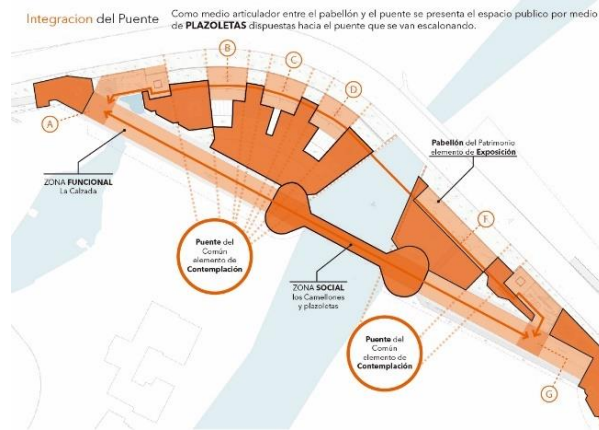 Integracion del Puente
Como medio articulador entre el pabellón y el puente se presenta el espacio publico por medio
de PLAZOLETAS dispuestas hacia el puente que se van escalonando.
B
C
D
A
Pabellón del Patrimonio
elemento de Exposición
ZONA FUNCIONAL
La Calzada
F
Puente del
Común
elemento de
Contemplación
ZONA SOCIAL
los Camellones
y plazoletas
Puente del
Común
elemento de
Contemplación
G